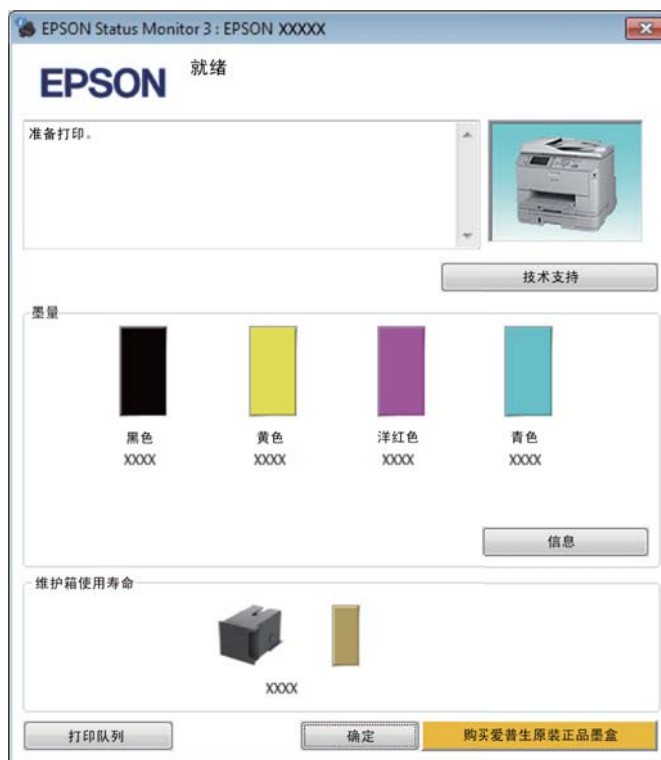 EPSON Status Monitor 3 : EPSON XXXXX
EPSON
就绪
准备打印。
技术支持
墨量
黑色
黄色
洋红色
青色
XXXX
XXXX
XXXX
XXXX
信息
维护箱使用寿命
XXXX
打印队列
确定
购买爱普生原装正品墨盒